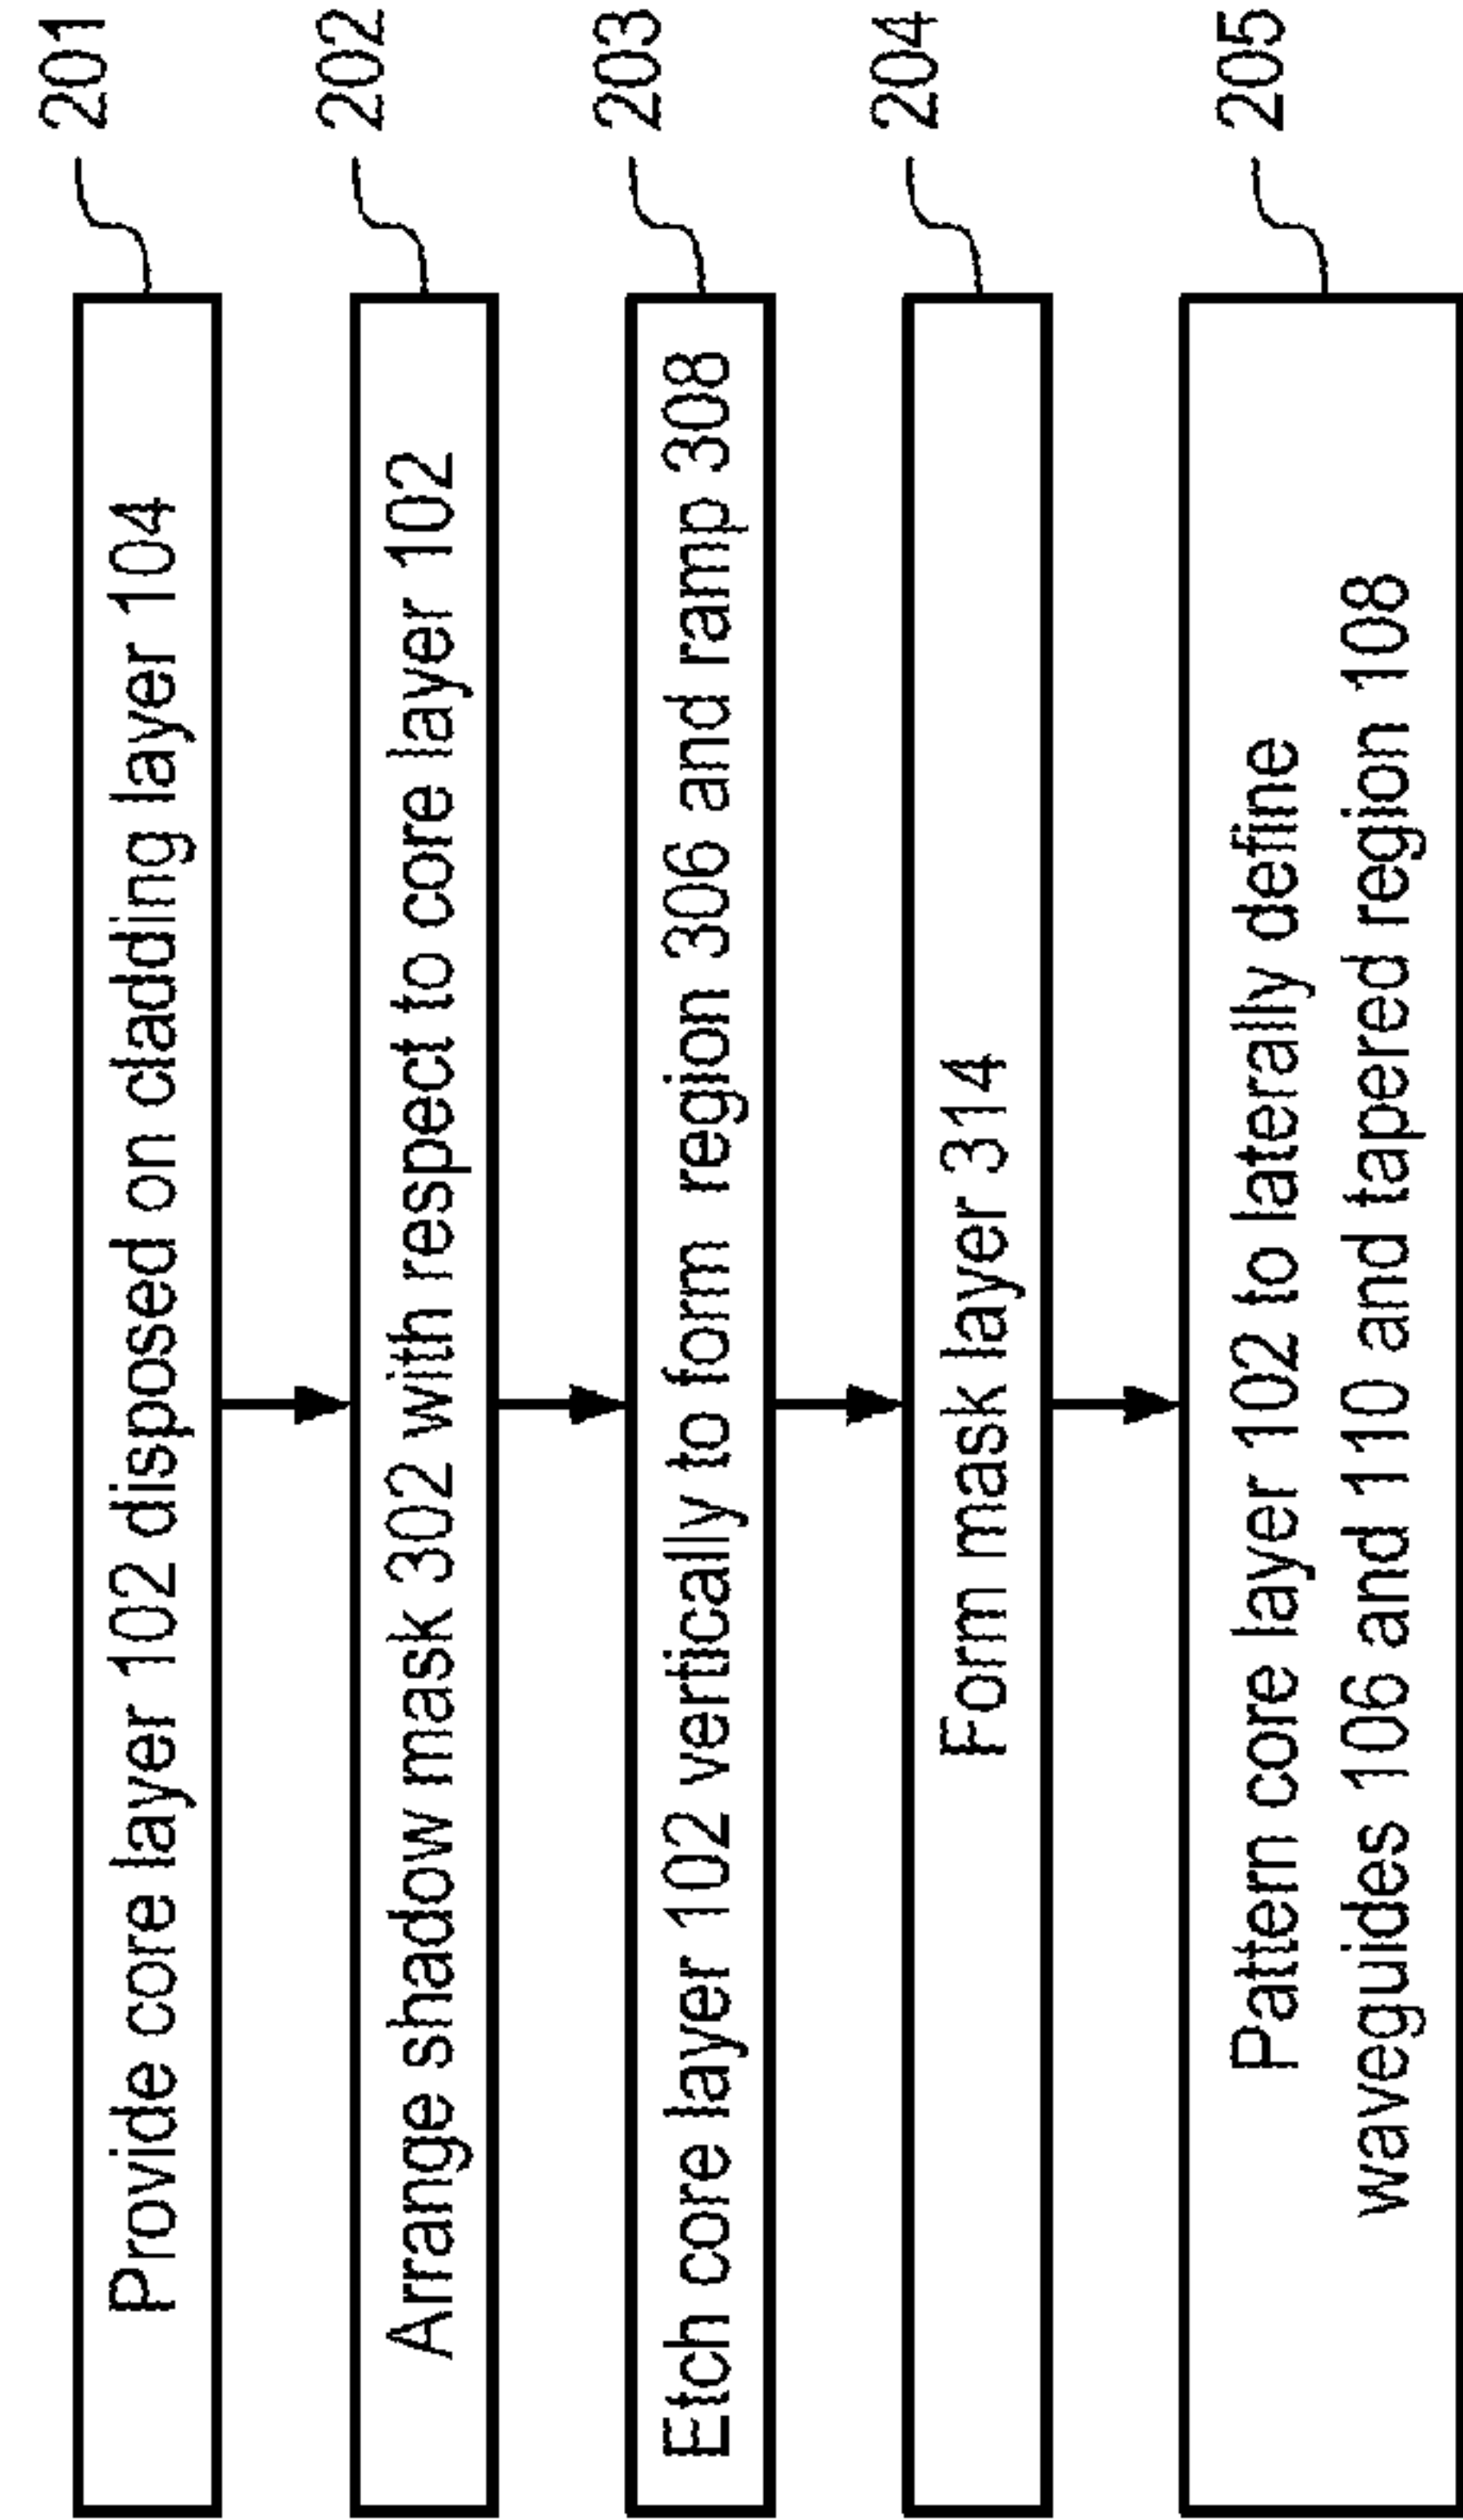 201
Provide core layer 102 disposed on cladding layer 104
202
Arrange shadow mask 302 with respect to core layer 102
203
Etch core layer 102 vertically to form region 306 and ramp 308
204
Form mask layer 314
205
Pattern core layer 102 to laterally define
waveguides 106 and 110 and tapered region 108